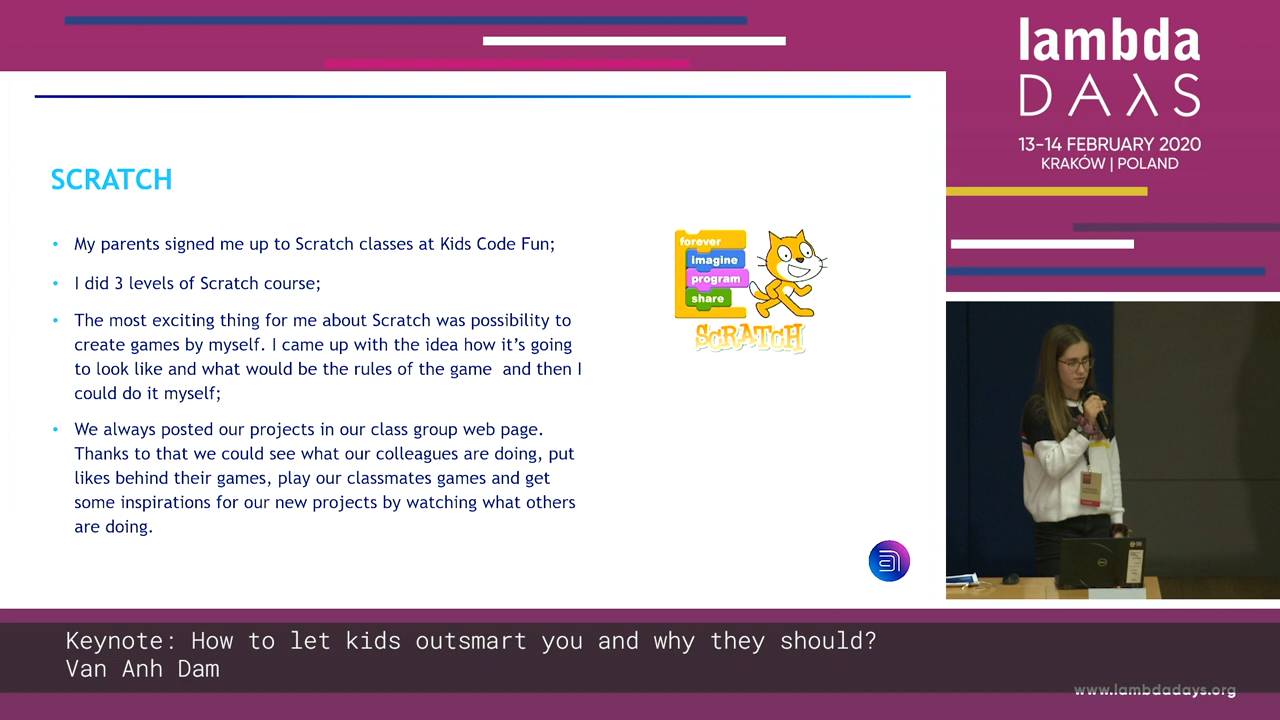 lambda
DAλS
13-14 FEBRUARY 2020
KRAKÓW | POLAND
SCRATCH
• My parents signed me up to Scratch classes at Kids Code Fun;
• I did 3 levels of Scratch course;
• The most exciting thing for me about Scratch was possibility to
create games by myself. I came up with the idea how it's going
to look like and what would be the rules of the game and then I
could do it myself;
• We always posted our projects in our class group web page.
Thanks to that we could see what our colleagues are doing, put
likes behind their games, play our classmates games and get
some inspirations for our new projects by watching what others
are doing.
forever
imagine
program
share
SCRATCH
Keynote: How to let kids outsmart you and why they should?
Van Anh Dam
www.lambdadays.org